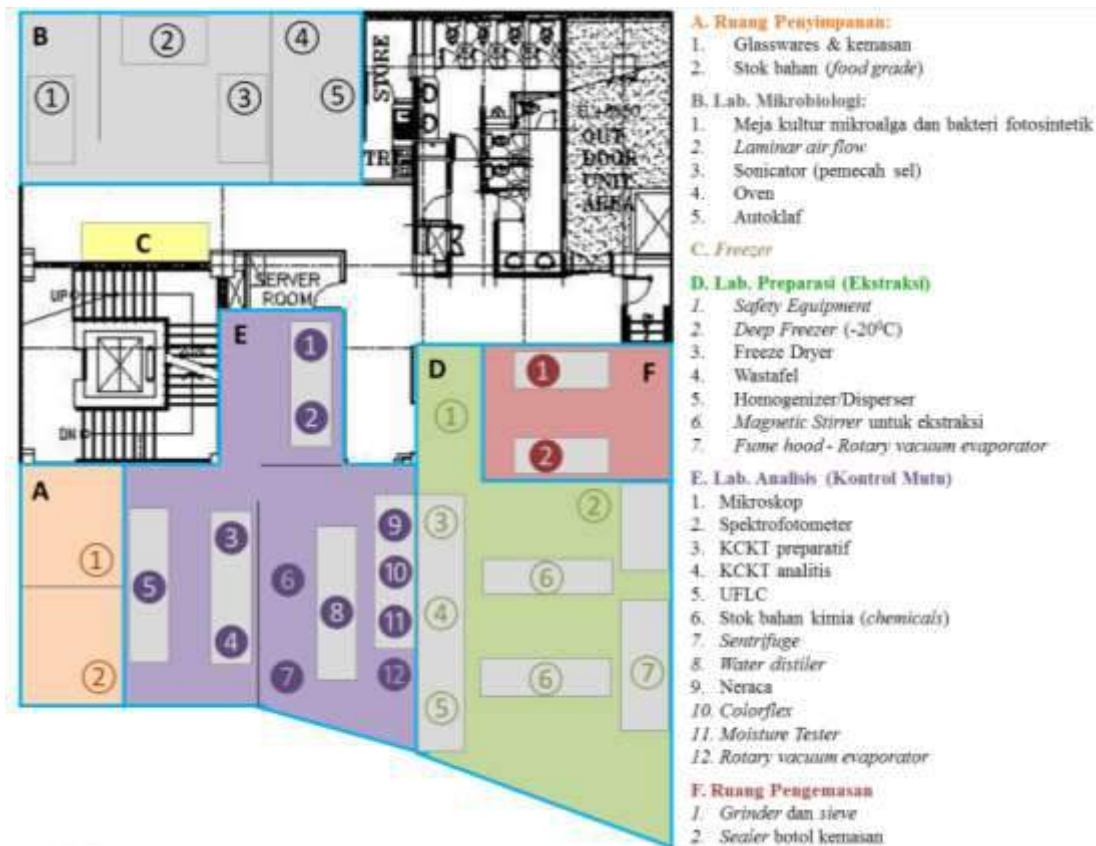 B
1
2
3
4
5
STORE
TRE
OUT
DOOR
UNIT
AREA
C
UP
SERVER
ROOM
DN
E
1
2
D
1
F
1
2
A
1
2
5
3
4
6
7
8
9
10
11
12
3
4
5
2
6
6
7
A. Ruang Penyimpanan:
1. Glasswares & kemasan
2. Stok bahan (food grade)
B. Lab. Mikrobiologi:
1. Meja kultur mikroalga dan bakteri fotosintetik
2. Laminar air flow
3. Sonicator (pemecah sel)
4. Oven
5. Autoklaf
C. Freezer
D. Lab. Preparasi (Ekstraksi)
1. Safety Equipment
2. Deep Freezer (-20⁰C)
3. Freeze Dryer
4. Wastafel
5. Homogenizer/Disperser
6. Magnetic Stirrer untuk ekstraksi
7. Fume hood - Rotary vacuum evaporator
E. Lab. Analisis (Kontrol Mutu)
1. Mikroskop
2. Spektrofotometer
3. KCKT preparatif
4. KCKT analitis
5. UFLC
6. Stok bahan kimia (chemicals)
7. Sentrifuge
8. Water distiler
9. Neraca
10. Colorflex
11. Moisture Tester
12. Rotary vacuum evaporator
F. Ruang Pengemasan
1. Grinder dan sieve
2. Sealer botol kemasan